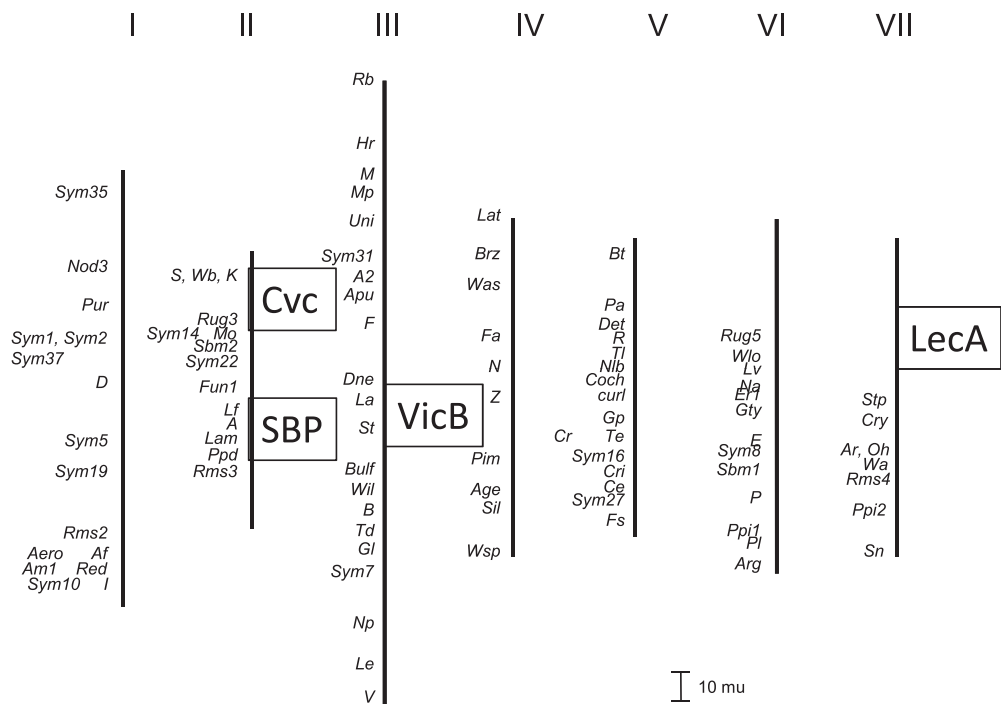 I II III IV V VI VII
Sym35
Nod3
Pur
Sym1, Sym2
Sym37
D
Sym5
Sym19
Rms2
Aero Af
Am1 Red
Sym10 I
S, Wb, K
Rug3
Sym14 Mo
Sbm2
Sym22
Fun1
Lf
A
Lam
Ppd
Rms3
Cvc
SBP
Rb
Hr
M
Mp
Uni
Sym31
A2
Apu
F
Dne
La
St
Bulf
Wil
B
Td
Gl
Sym7
Np
Le
V
VicB
Lat
Brz
Was
Fa
N
Z
Pim
Age
Sil
Wsp
Bt
Pa
Det
R
Tl
Nlb
Coch
curl
Gp
Cr Te
Sym16
Cri
Ce
Sym27
Fs
Rug5
Wlo
Lv
Na
Er1
Gty
E
Sym8
Sbm1
P
Ppi1
Pl
Arg
LecA
Stp
Cry
Ar, Oh
Wa
Rms4
Ppi2
Sn
10 mu